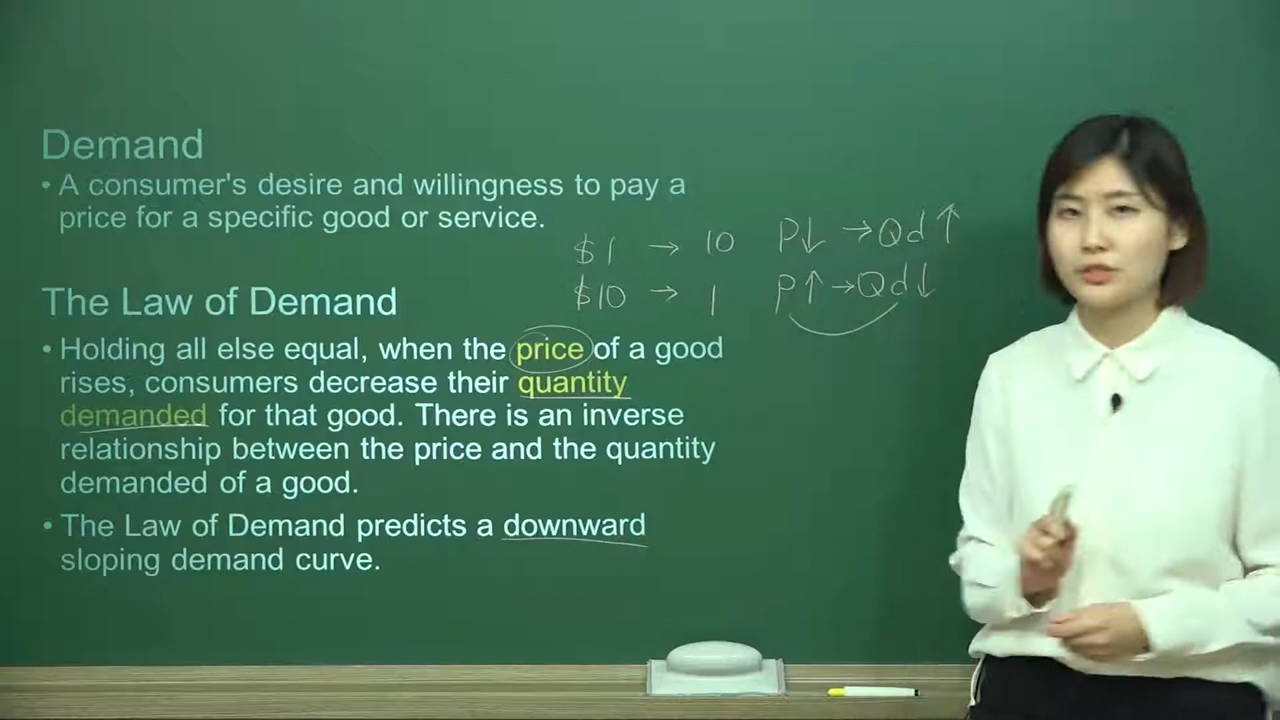 Demand
• A consumer's desire and willingness to pay a
price for a specific good or service.
$1 → 10 P↓ → Qd↑
$10 → 1 P↑ → Qd↓
The Law of Demand
• Holding all else equal, when the price of a good
rises, consumers decrease their quantity
demanded for that good. There is an inverse
relationship between the price and the quantity
demanded of a good.
• The Law of Demand predicts a downward
sloping demand curve.